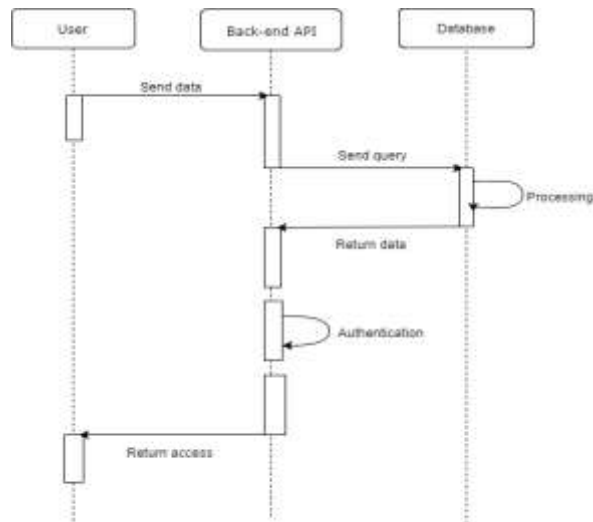 User
Back-end API
Database
Send data
Send query
Processing
Return data
Authentication
Return access